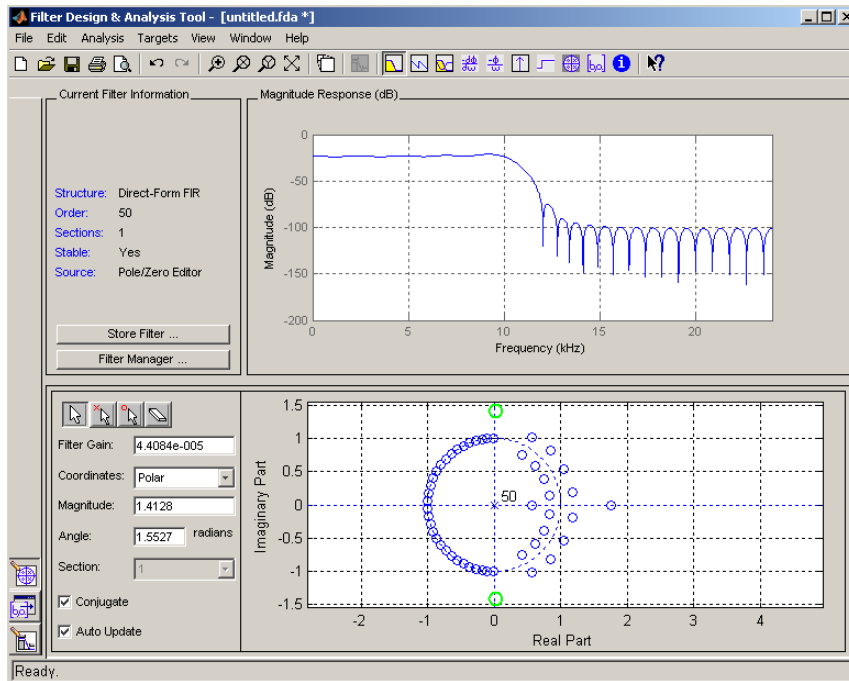 Filter Design & Analysis Tool - [untitled.fda *]
File Edit Analysis Targets View Window Help
Current Filter Information
Structure: Direct-Form FIR
Order: 50
Sections: 1
Stable: Yes
Source: Pole/Zero Editor
Store Filter ...
Filter Manager ...
Magnitude Response (dB)
Magnitude (dB)
0
-50
-100
-150
-200
0 5 10 15 20
Frequency (kHz)
Filter Gain: 4.4084e-005
Coordinates: Polar
Magnitude: 1.4128
Angle: 1.5527 radians
Section: 1
Conjugate
Auto Update
Imaginary Part
1.5
1
0.5
0
-0.5
-1
-1.5
50
-2 -1 0 1 2 3 4
Real Part
Ready.